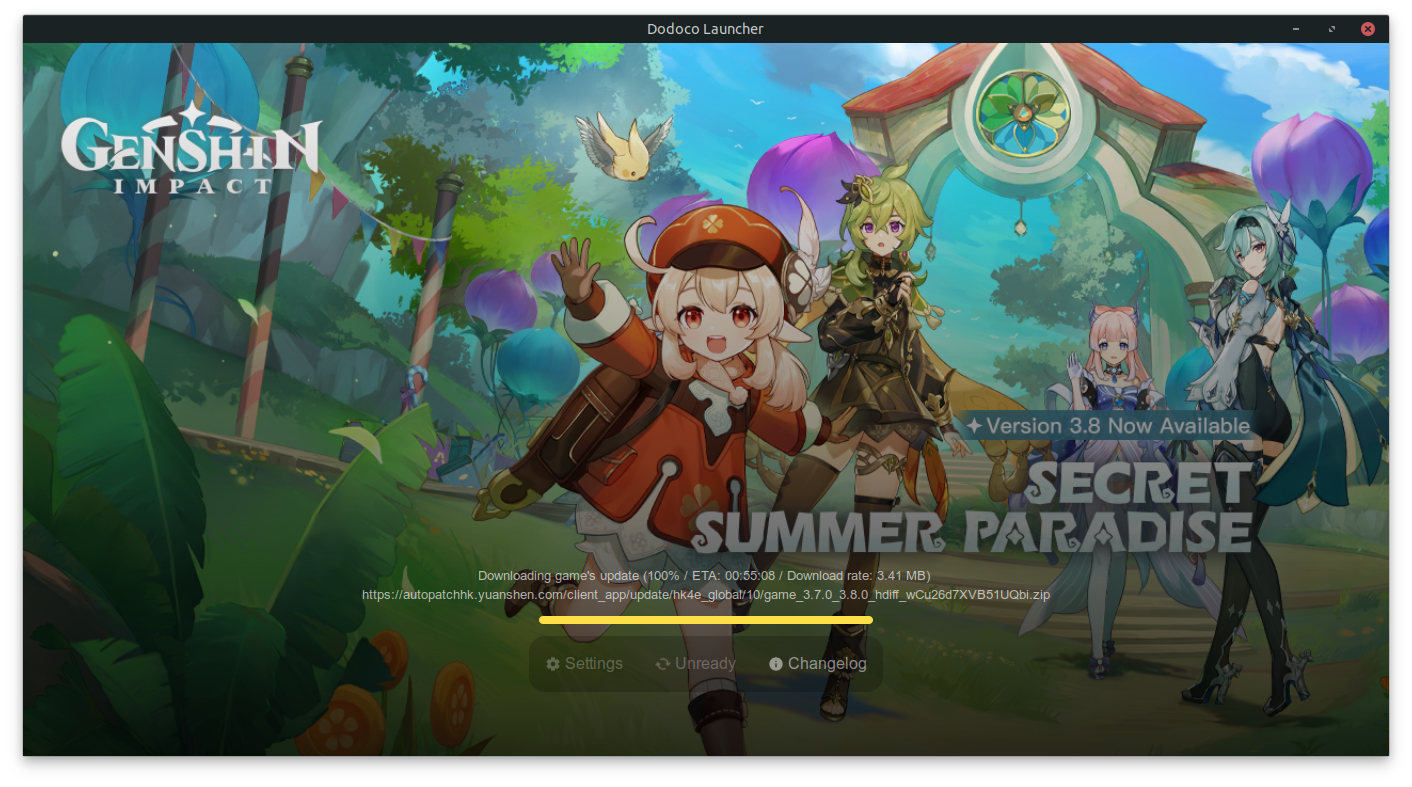 Dodoco Launcher
GENSHIN
IMPACT
Version 3.8 Now Available
SECRET
SUMMER PARADISE
Downloading game's update (100% / ETA: 00:55:08 / Download rate: 3.41 MB)
https://autopatchhk.yuanshen.com/client_app/update/hk4e_global/10/game_3.7.0_3.8.0_hdiff_wCu26d7XVB51UQbi.zip
Settings Unready Changelog